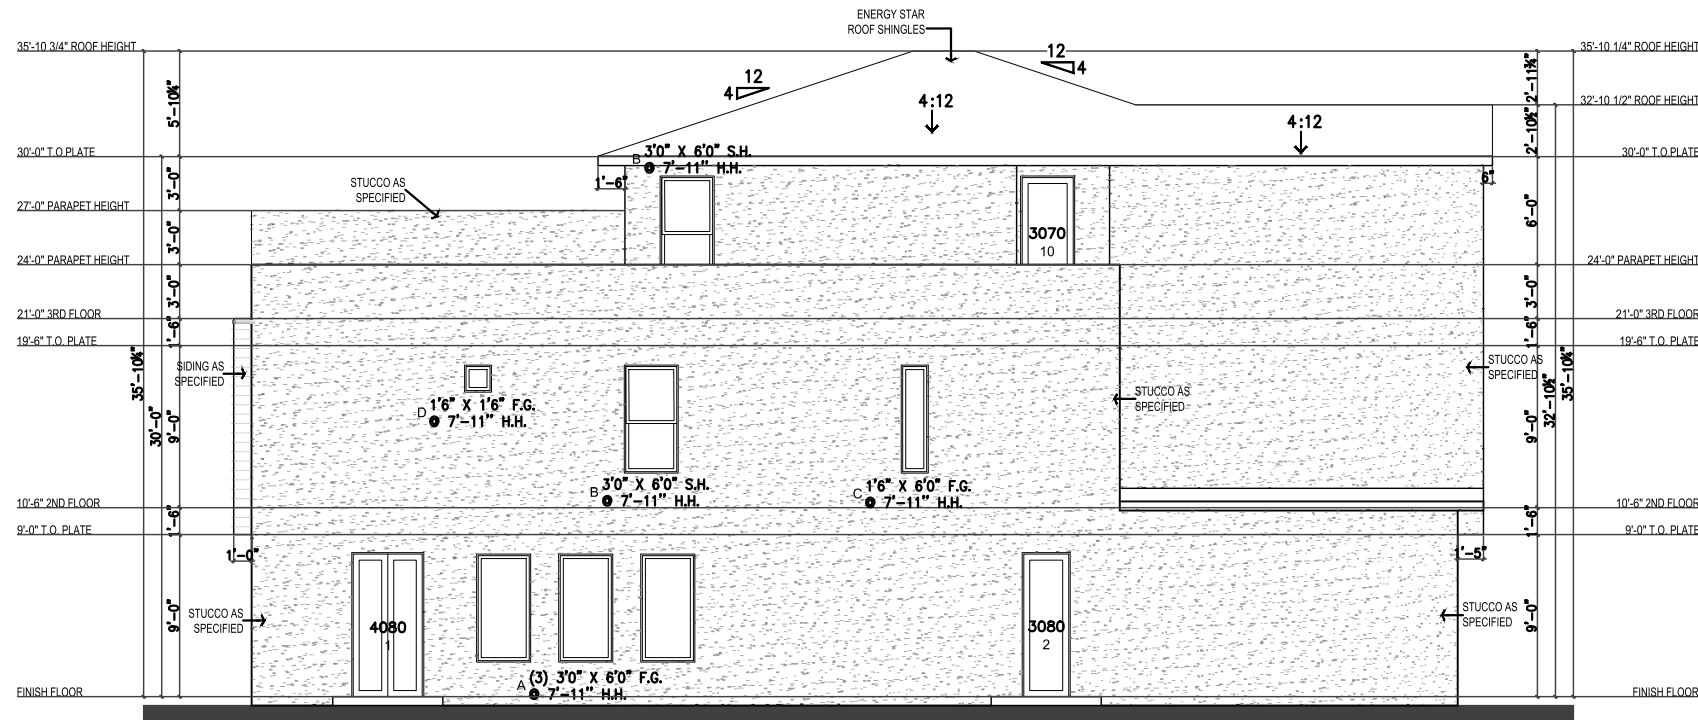 ENERGY STAR
ROOF SHINGLES
35'-10 3/4" ROOF HEIGHT
35'-10 1/4" ROOF HEIGHT
12
4
12
4
4:12
4:12
32'-10 1/2" ROOF HEIGHT
5'-10¾"
2'-11¾"
2'-10½"
30'-0" T.O.PLATE
30'-0" T.O.PLATE
B 3'0" X 6'0" S.H.
@ 7'-11" H.H.
1'-6"
6"
STUCCO AS
SPECIFIED
3'-0"
6'-0"
27'-0" PARAPET HEIGHT
3'-0"
3070
10
24'-0" PARAPET HEIGHT
24'-0" PARAPET HEIGHT
3'-0"
3'-0"
21'-0" 3RD FLOOR
21'-0" 3RD FLOOR
1'-6"
1'-6"
19'-6" T.O. PLATE
19'-6" T.O. PLATE
SIDING AS
SPECIFIED
STUCCO AS
SPECIFIED
STUCCO AS
SPECIFIED
35'-10¾"
30'-0"
9'-0"
9'-0"
32'-10½"
35'-10¾"
D 1'6" X 1'6" F.G.
@ 7'-11" H.H.
B 3'0" X 6'0" S.H.
@ 7'-11" H.H.
C 1'6" X 6'0" F.G.
@ 7'-11" H.H.
10'-6" 2ND FLOOR
10'-6" 2ND FLOOR
1'-6"
1'-6"
9'-0" T.O. PLATE
9'-0" T.O. PLATE
1'-0"
1'-5"
STUCCO AS
SPECIFIED
STUCCO AS
SPECIFIED
9'-0"
9'-0"
4080
1
3080
2
A (3) 3'0" X 6'0" F.G.
@ 7'-11" H.H.
FINISH FLOOR
FINISH FLOOR